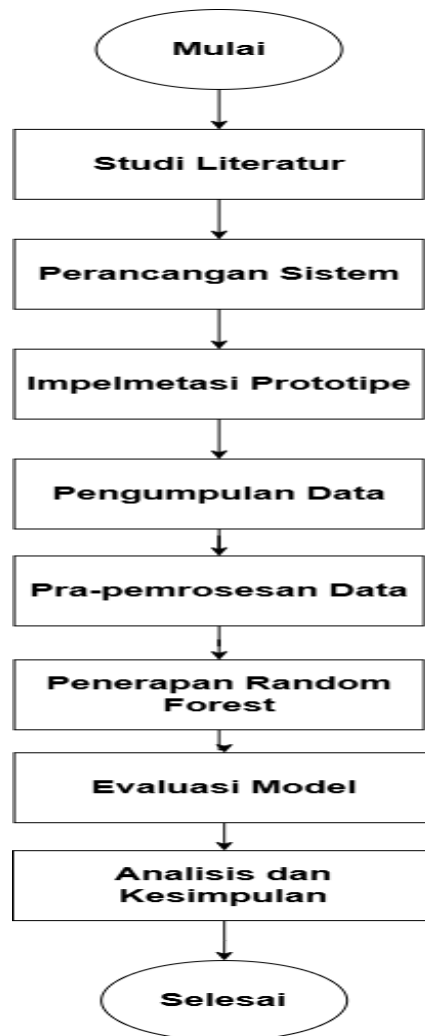 Mulai
Studi Literatur
Perancangan Sistem
Impelmetasi Prototipe
Pengumpulan Data
Pra-pemrosesan Data
Penerapan Random
Forest
Evaluasi Model
Analisis dan
Kesimpulan
Selesai